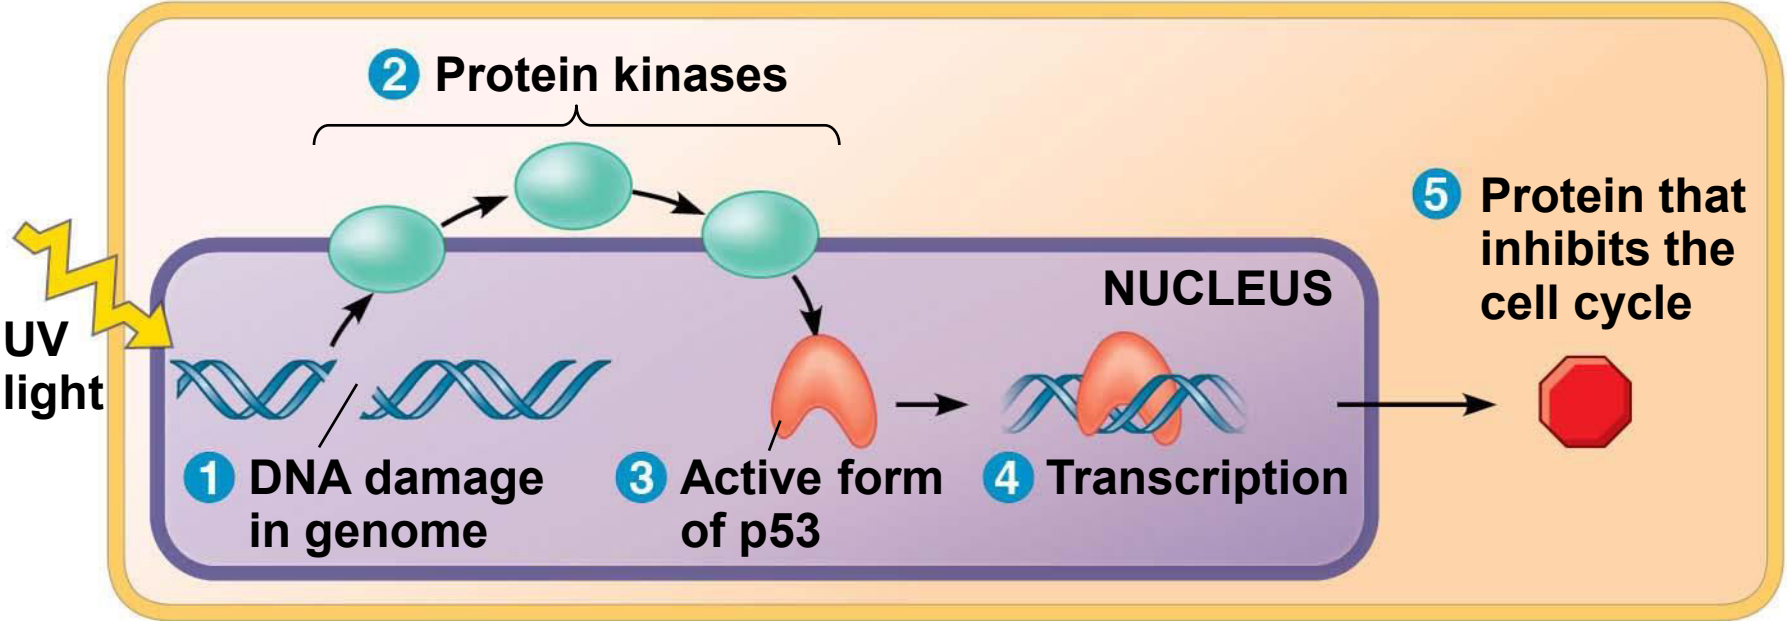 2 Protein kinases
5 Protein that
inhibits the
cell cycle
NUCLEUS
UV
light
1 DNA damage
in genome
3 Active form
of p53
4 Transcription